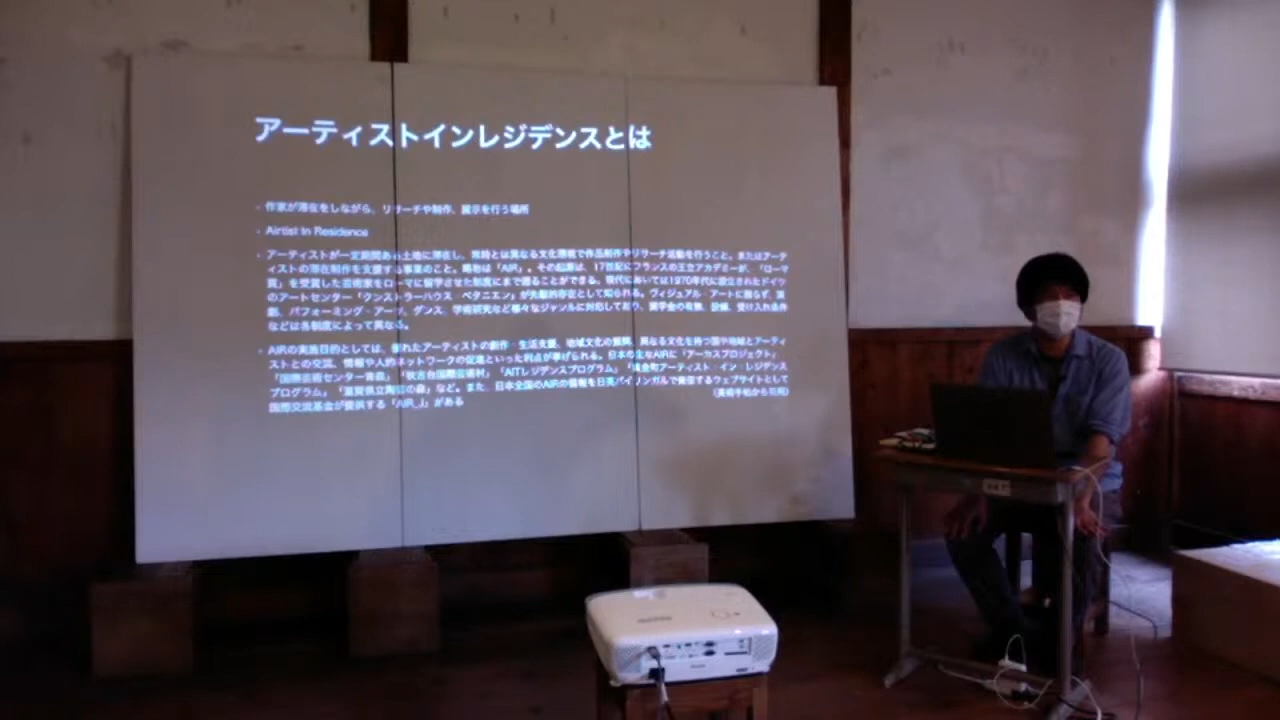 アーティストインレジデンスとは
・作家が滞在をしながら、リサーチや制作、展示を行う場所
・Airtist In Residence
・アーティストが一定期間ある土地に滞在し、常時とは異なる文化環境で作品制作やリサーチ活動を行うこと。またはアーテ
ィストの滞在制作を支援する事業のこと。略称は「AIR」。その起源は、17世紀にフランスの王立アカデミーが、「ローマ
賞」を受賞した芸術家をローマに留学させた制度にまで遡ることができる。現代においては1970年代に設立されたドイツ
のアートセンター「クンストラーハウス・ベタニエン」が先駆的存在として知られる。ヴィジュアル・アートに限らず、演
劇、パフォーミング・アーツ、ダンス、学術研究など様々なジャンルに対応しており、奨学金の有無、設備、受け入れ条件
などは各制度によって異なる。
・AIRの実施目的としては、優れたアーティストの創作・生活支援、地域文化の振興、異なる文化を持つ国や地域とアーティ
ストとの交流、情報や人的ネットワークの促進といった利点が挙げられる。日本の主なAIRに「アーカスプロジェクト」
「国際芸術センター青森」「秋吉台国際芸術村」「AITレジデンスプログラム」「黄金町アーティスト・イン・レジデンス
プログラム」「滋賀県立陶芸の森」など。また、日本全国のAIRの情報を日英バイリンガルで発信するウェブサイトとして
国際交流基金が提供する「AIR_J」がある
（美術手帖から引用）